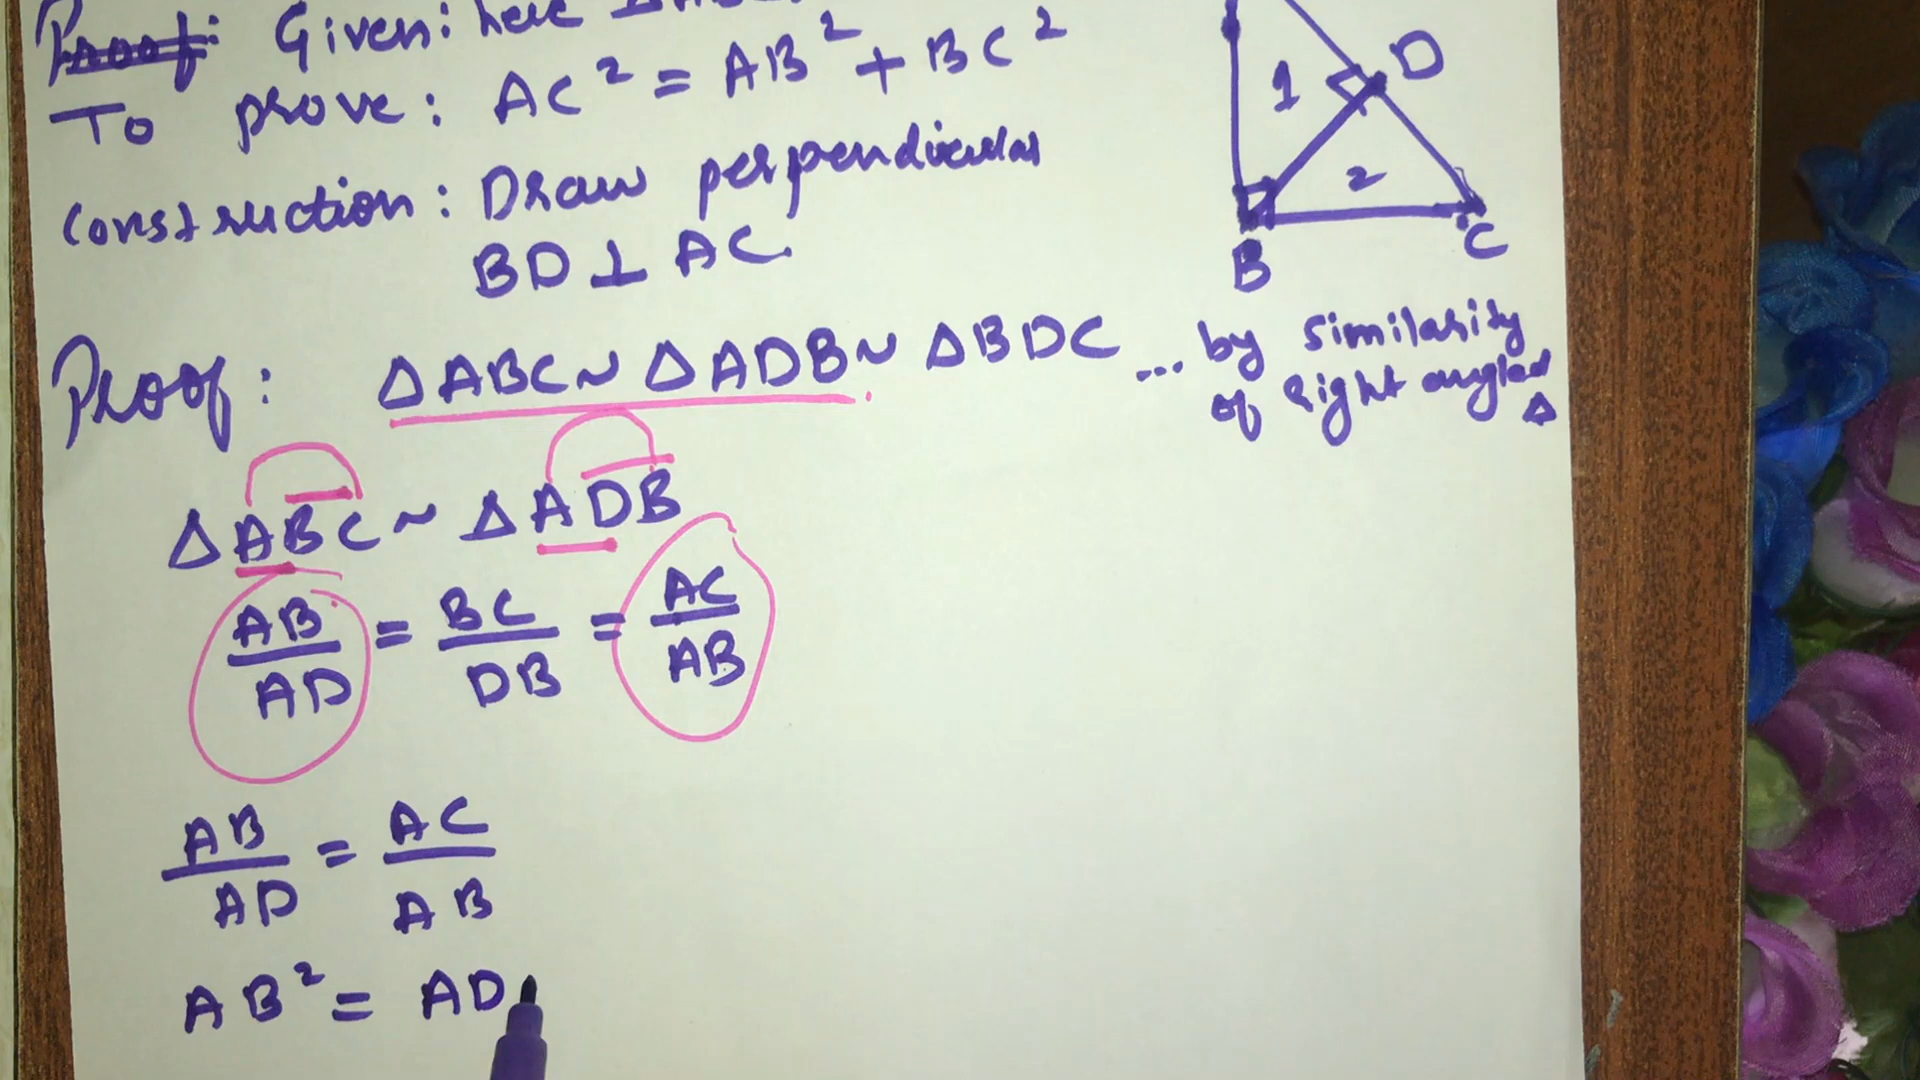 Given: here
To prove: AC² = AB² + BC²
Construction: Draw perpendicular
BD ⊥ AC.
1
D
2
B
C
Proof: ΔABC ~ ΔADB ~ ΔBDC ... by similarity
of right angled
Δ
ΔABC ~ ΔADB
AB/AD = BC/DB = AC/AB
AB/AD = AC/AB
AB² = AD